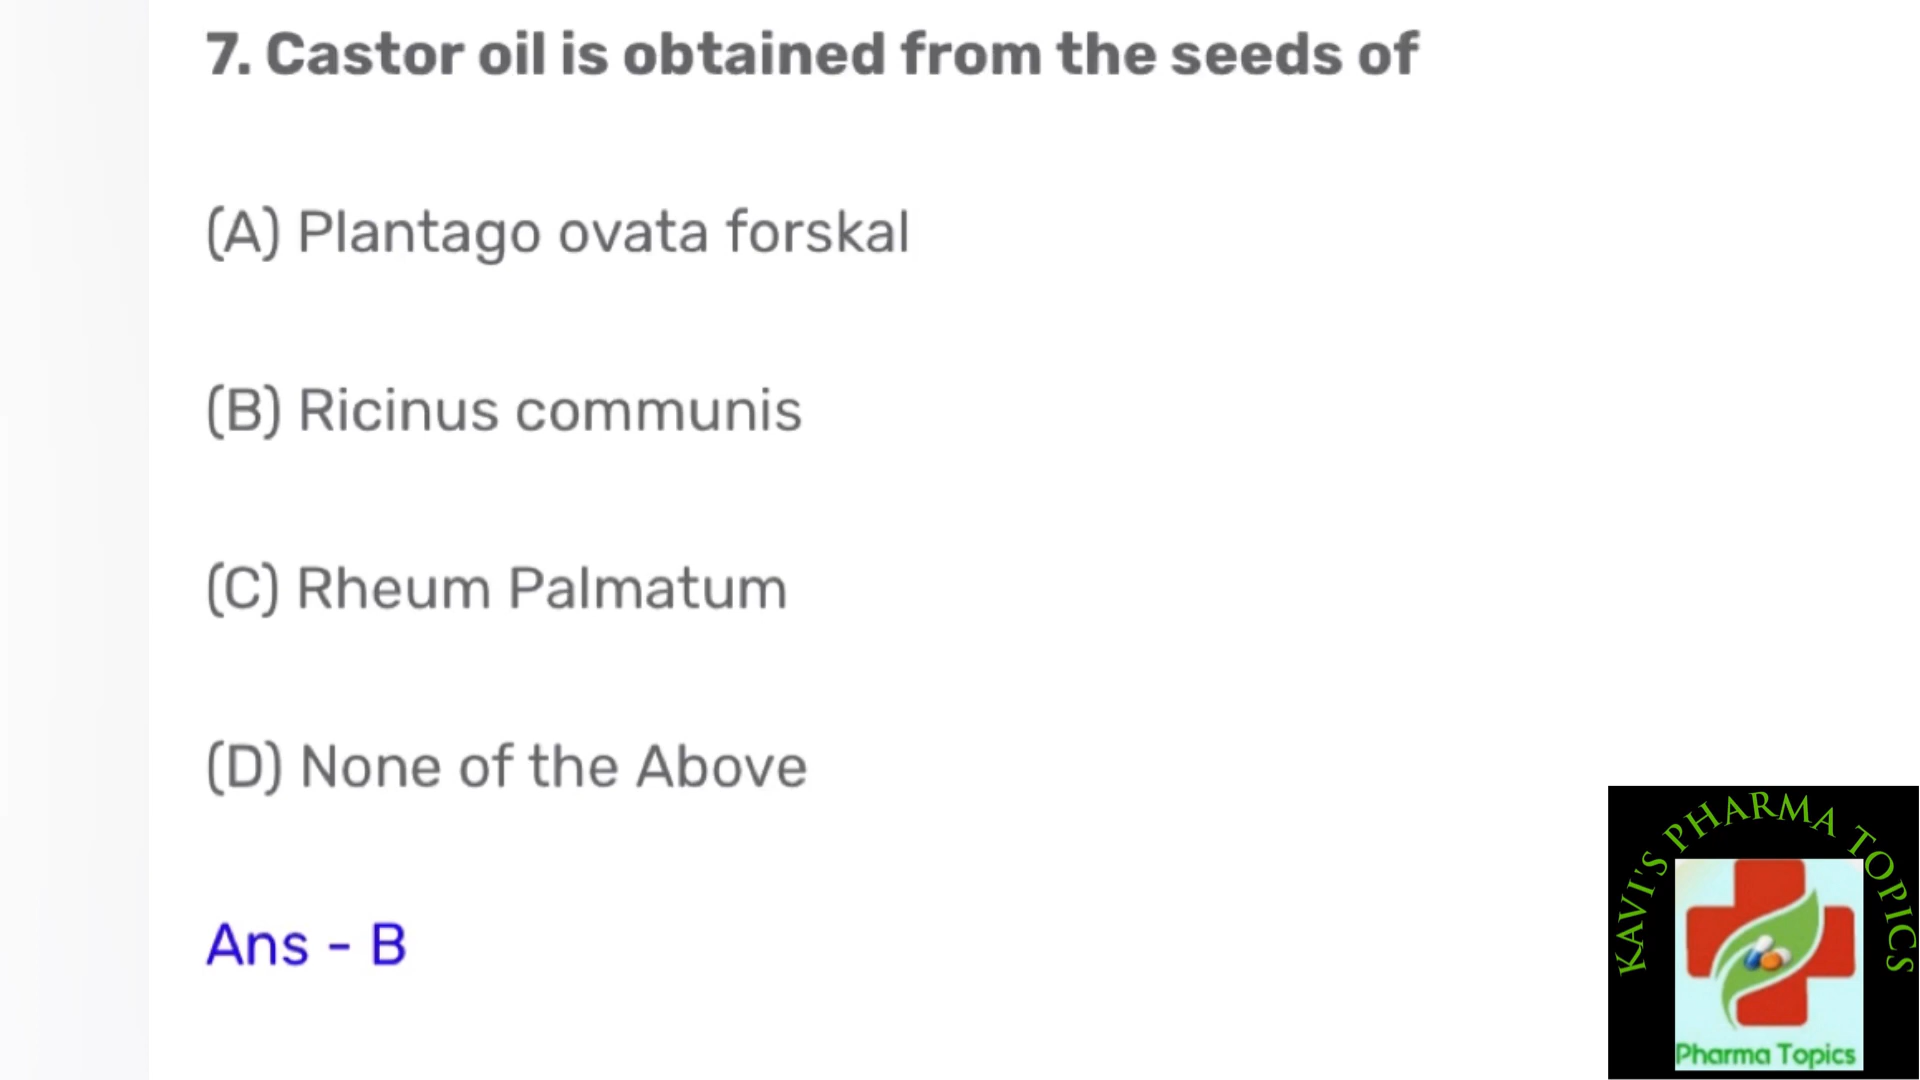 7. Castor oil is obtained from the seeds of
(A) Plantago ovata forskal
(B) Ricinus communis
(C) Rheum Palmatum
(D) None of the Above
Ans - B
KAVI'S PHARMA TOPICS
Pharma Topics